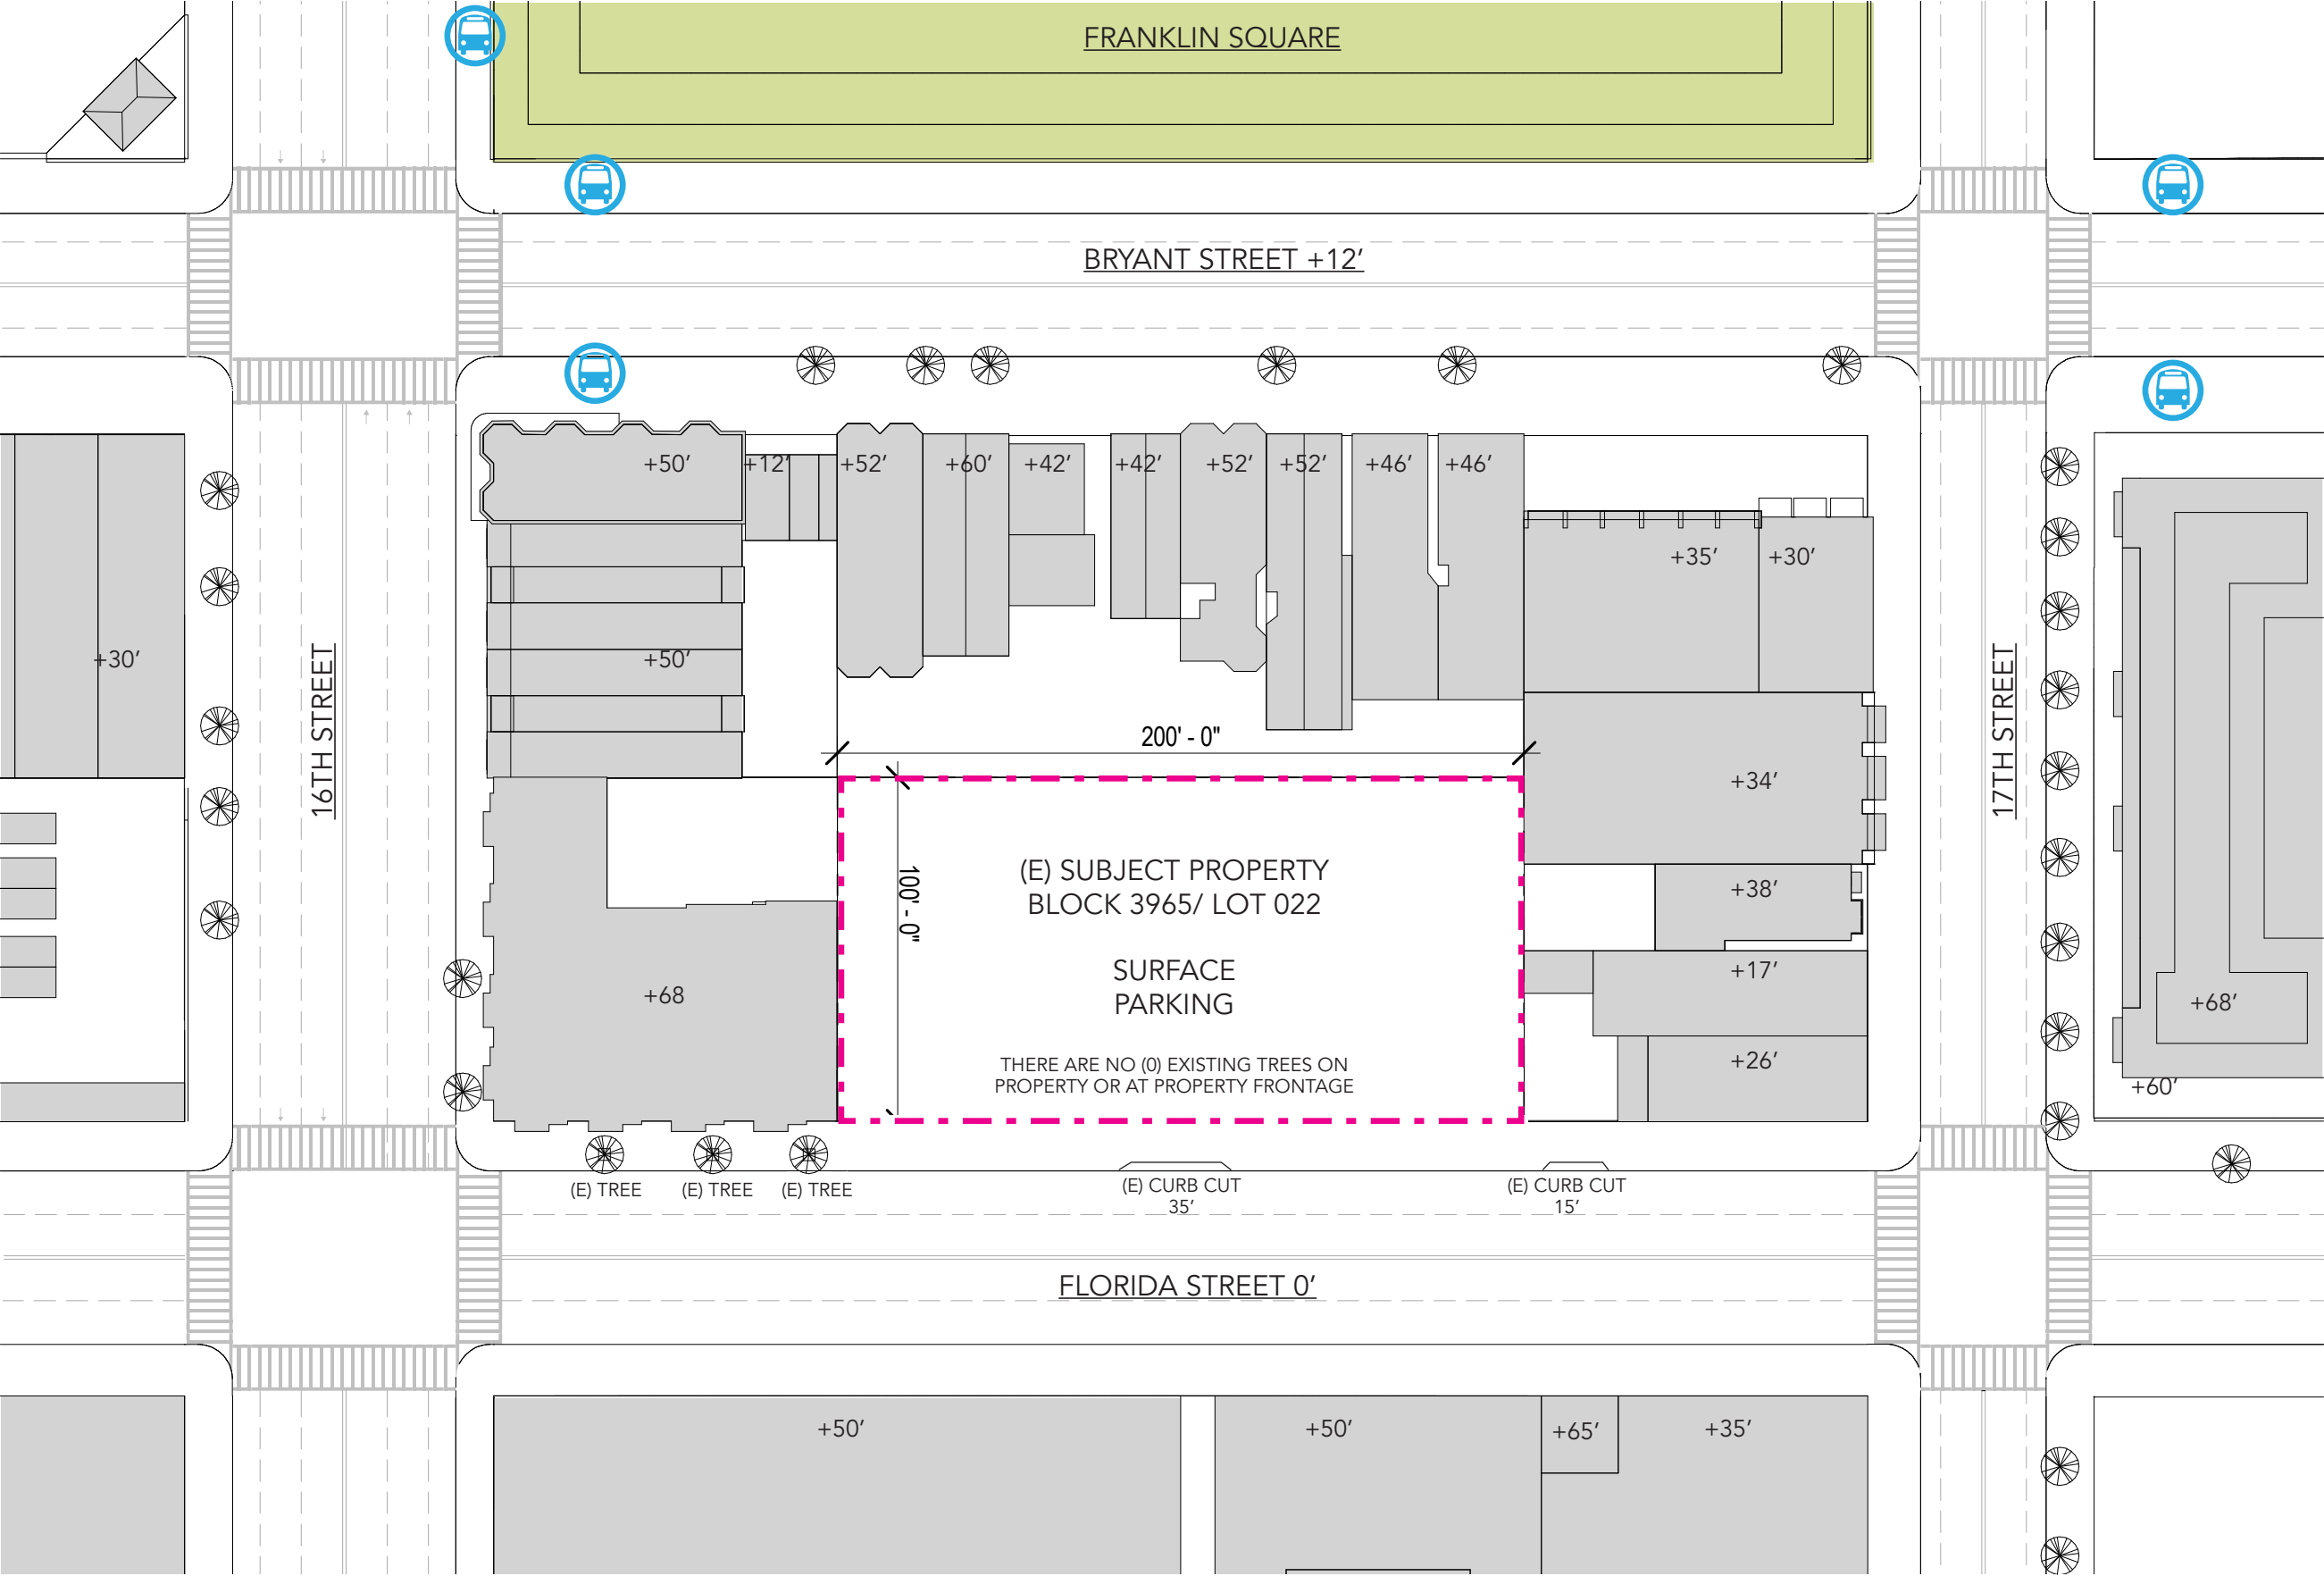 FRANKLIN SQUARE
BRYANT STREET +12’
+50’
+12’
+52’
+60’
+42’
+42’
+52’
+52’
+46’
+46’
+35’
+30’
+30’
+50’
16TH STREET
17TH STREET
200' - 0"
+34’
100' - 0"
(E) SUBJECT PROPERTY
BLOCK 3965/ LOT 022
SURFACE
PARKING
THERE ARE NO (0) EXISTING TREES ON
PROPERTY OR AT PROPERTY FRONTAGE
+38’
+17’
+68
+68’
+26’
+60’
(E) TREE
(E) TREE
(E) TREE
(E) CURB CUT
35’
(E) CURB CUT
15’
FLORIDA STREET 0’
+50’
+50’
+65’
+35’